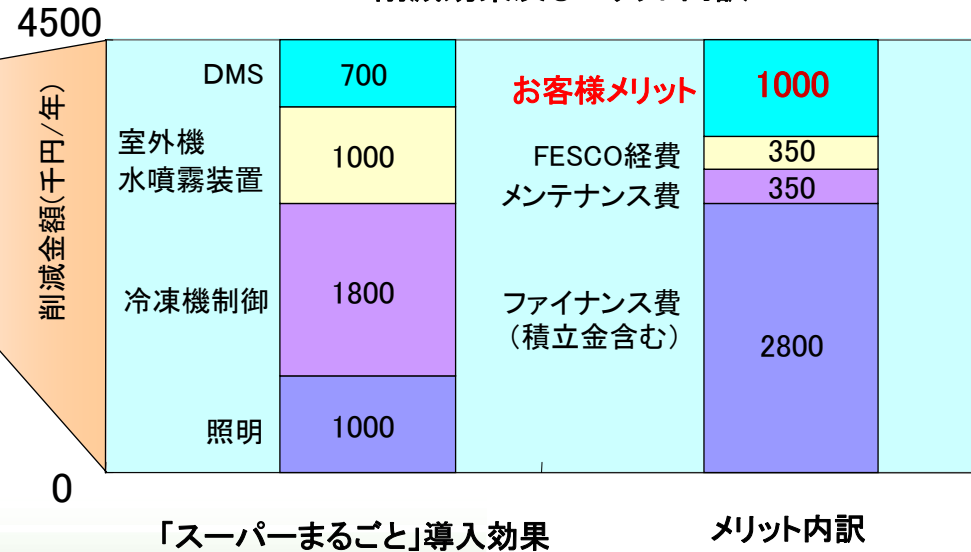 4500
DMS
700
室外機
水噴霧装置
1000
冷凍機制御
1800
照明
1000
お客様メリット
1000
FESCO経費
350
メンテナンス費
350
ファイナンス費
(積立金含む)
2800
削減金額(千円/年)
0
「スーパーまるごと」導入効果
メリット内訳